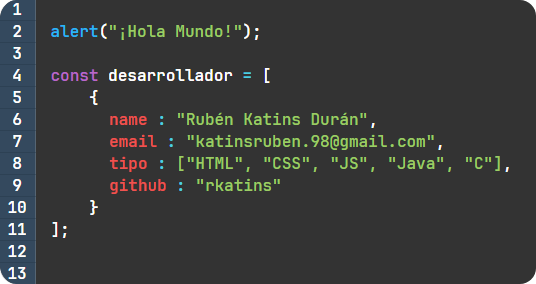 1
2 alert("¡Hola Mundo!");
3
4 const desarrollador = [
5 {
6 name : "Rubén Katins Durán",
7 email : "katinsruben.98@gmail.com",
8 tipo : ["HTML", "CSS", "JS", "Java", "C"],
9 github : "rkatins"
10 }
11 ];
12
13